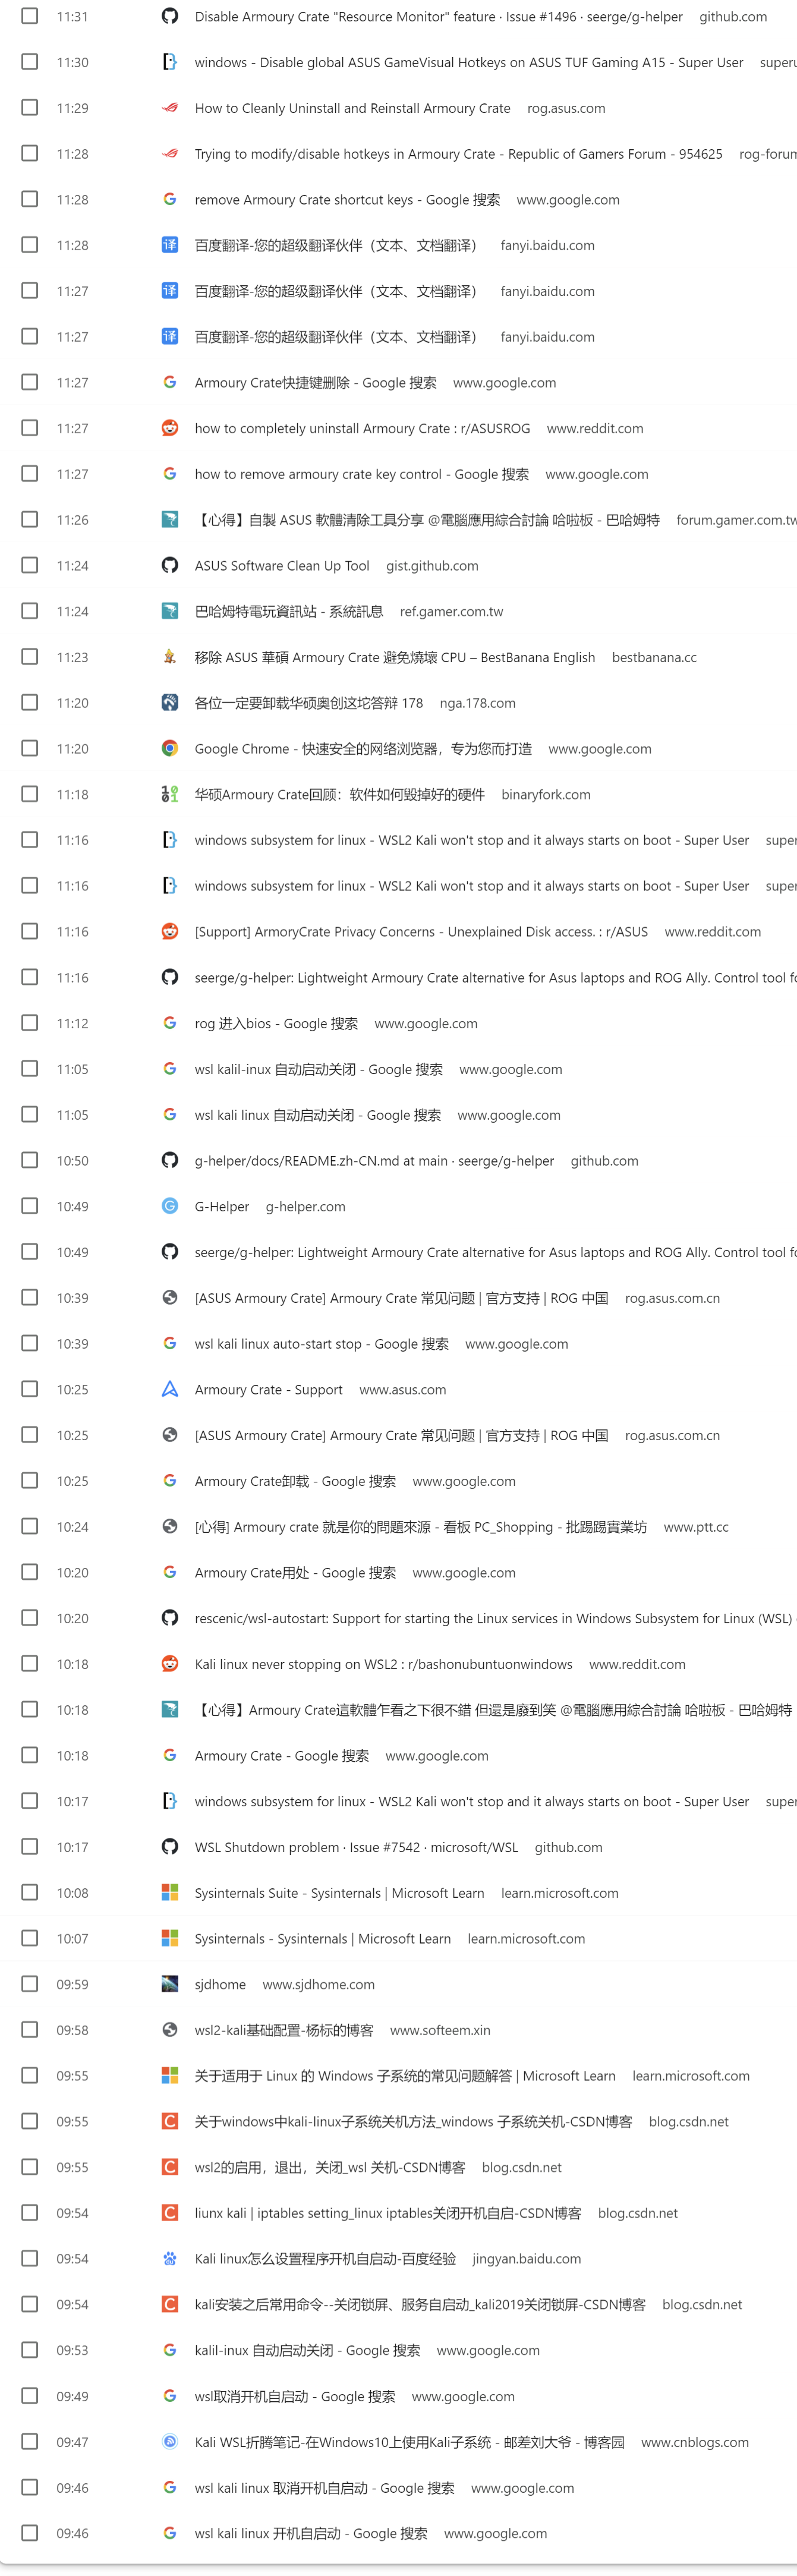 11:31 Disable Armoury Crate "Resource Monitor" feature · Issue #1496 · seerge/g-helper github.com
11:30 windows - Disable global ASUS GameVisual Hotkeys on ASUS TUF Gaming A15 - Super User superu
11:29 How to Cleanly Uninstall and Reinstall Armoury Crate rog.asus.com
11:28 Trying to modify/disable hotkeys in Armoury Crate - Republic of Gamers Forum - 954625 rog-forum
11:28 remove Armoury Crate shortcut keys - Google 搜索 www.google.com
11:28 译 百度翻译-您的超级翻译伙伴（文本、文档翻译） fanyi.baidu.com
11:27 译 百度翻译-您的超级翻译伙伴（文本、文档翻译） fanyi.baidu.com
11:27 译 百度翻译-您的超级翻译伙伴（文本、文档翻译） fanyi.baidu.com
11:27 Armoury Crate快捷键删除 - Google 搜索 www.google.com
11:27 how to completely uninstall Armoury Crate : r/ASUSROG www.reddit.com
11:27 how to remove armoury crate key control - Google 搜索 www.google.com
11:26 【心得】自製 ASUS 軟體清除工具分享 @電腦應用綜合討論 哈啦板 - 巴哈姆特 forum.gamer.com.tw
11:24 ASUS Software Clean Up Tool gist.github.com
11:24 巴哈姆特電玩資訊站 - 系統訊息 ref.gamer.com.tw
11:23 移除 ASUS 華碩 Armoury Crate 避免燒壞 CPU – BestBanana English bestbanana.cc
11:20 各位一定要卸载华硕奥创这坨答辩 178 nga.178.com
11:20 Google Chrome - 快速安全的网络浏览器，专为您而打造 www.google.com
11:18 华硕Armoury Crate回顾：软件如何毁掉好的硬件 binaryfork.com
11:16 windows subsystem for linux - WSL2 Kali won't stop and it always starts on boot - Super User super
11:16 windows subsystem for linux - WSL2 Kali won't stop and it always starts on boot - Super User super
11:16 [Support] ArmoryCrate Privacy Concerns - Unexplained Disk access. : r/ASUS www.reddit.com
11:16 seerge/g-helper: Lightweight Armoury Crate alternative for Asus laptops and ROG Ally. Control tool fo
11:12 rog 进入bios - Google 搜索 www.google.com
11:05 wsl kalil-inux 自动启动关闭 - Google 搜索 www.google.com
11:05 wsl kali linux 自动启动关闭 - Google 搜索 www.google.com
10:50 g-helper/docs/README.zh-CN.md at main · seerge/g-helper github.com
10:49 G-Helper g-helper.com
10:49 seerge/g-helper: Lightweight Armoury Crate alternative for Asus laptops and ROG Ally. Control tool fo
10:39 [ASUS Armoury Crate] Armoury Crate 常见问题 | 官方支持 | ROG 中国 rog.asus.com.cn
10:39 wsl kali linux auto-start stop - Google 搜索 www.google.com
10:25 Armoury Crate - Support www.asus.com
10:25 [ASUS Armoury Crate] Armoury Crate 常见问题 | 官方支持 | ROG 中国 rog.asus.com.cn
10:25 Armoury Crate卸载 - Google 搜索 www.google.com
10:24 [心得] Armoury crate 就是你的問題來源 - 看板 PC_Shopping - 批踢踢實業坊 www.ptt.cc
10:20 Armoury Crate用处 - Google 搜索 www.google.com
10:20 rescenic/wsl-autostart: Support for starting the Linux services in Windows Subsystem for Linux (WSL)
10:18 Kali linux never stopping on WSL2 : r/bashonubuntuonwindows www.reddit.com
10:18 【心得】Armoury Crate這軟體乍看之下很不錯 但還是廢到笑 @電腦應用綜合討論 哈啦板 - 巴哈姆特
10:18 Armoury Crate - Google 搜索 www.google.com
10:17 windows subsystem for linux - WSL2 Kali won't stop and it always starts on boot - Super User super
10:17 WSL Shutdown problem · Issue #7542 · microsoft/WSL github.com
10:08 Sysinternals Suite - Sysinternals | Microsoft Learn learn.microsoft.com
10:07 Sysinternals - Sysinternals | Microsoft Learn learn.microsoft.com
09:59 sjdhome www.sjdhome.com
09:58 wsl2-kali基础配置-杨标的博客 www.softeem.xin
09:55 关于适用于 Linux 的 Windows 子系统的常见问题解答 | Microsoft Learn learn.microsoft.com
09:55 关于windows中kali-linux子系统关机方法_windows 子系统关机-CSDN博客 blog.csdn.net
09:55 wsl2的启用，退出，关闭_wsl 关机-CSDN博客 blog.csdn.net
09:54 liunx kali | iptables setting_linux iptables关闭开机自启-CSDN博客 blog.csdn.net
09:54 Kali linux怎么设置程序开机自启动-百度经验 jingyan.baidu.com
09:54 kali安装之后常用命令--关闭锁屏、服务自启动_kali2019关闭锁屏-CSDN博客 blog.csdn.net
09:53 kalil-inux 自动启动关闭 - Google 搜索 www.google.com
09:49 wsl取消开机自启动 - Google 搜索 www.google.com
09:47 Kali WSL折腾笔记-在Windows10上使用Kali子系统 - 邮差刘大爷 - 博客园 www.cnblogs.com
09:46 wsl kali linux 取消开机自启动 - Google 搜索 www.google.com
09:46 wsl kali linux 开机自启动 - Google 搜索 www.google.com